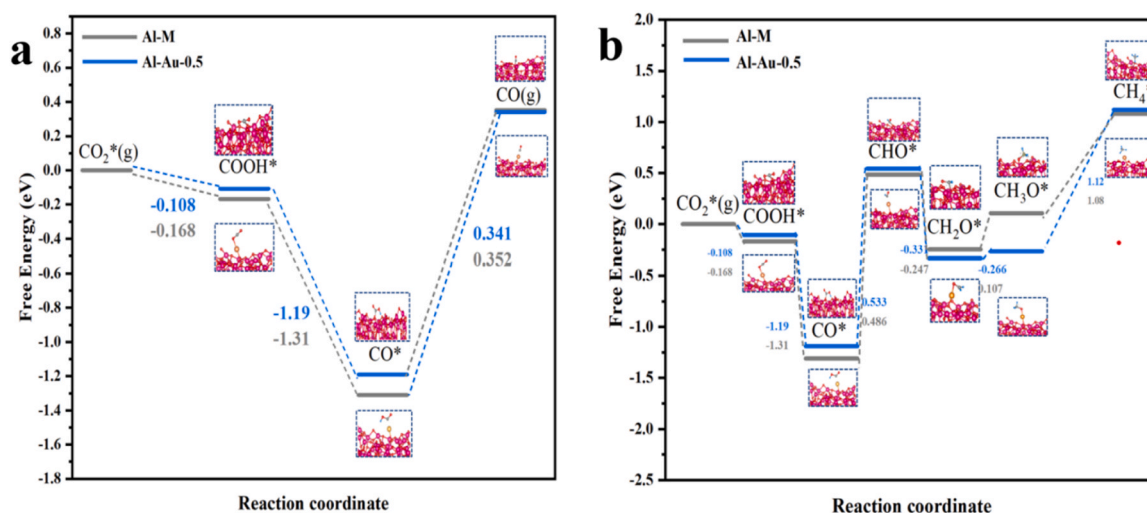 a
Al-M
Al-Au-0.5
Free Energy (eV)
0.8
0.6
0.4
0.2
0.0
-0.2
-0.4
-0.6
-0.8
-1.0
-1.2
-1.4
-1.6
-1.8
CO₂*(g)
COOH*
CO*
CO(g)
-0.108
-0.168
-1.19
-1.31
0.341
0.352
Reaction coordinate
b
Al-M
Al-Au-0.5
Free Energy (eV)
2.0
1.5
1.0
0.5
0.0
-0.5
-1.0
-1.5
-2.0
-2.5
CO₂*(g)
COOH*
CO*
CHO*
CH₂O*
CH₃O*
CH₄*
-0.108
-0.168
-1.19
-1.31
0.533
0.486
-0.33
-0.247
-0.266
0.107
1.12
1.08
Reaction coordinate